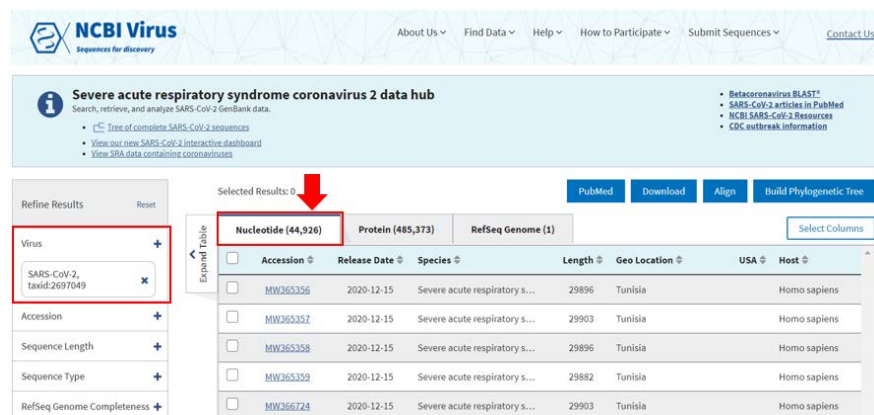 NCBI Virus
Sequences for discovery
About Us Find Data Help How to Participate Submit Sequences Contact Us
Severe acute respiratory syndrome coronavirus 2 data hub
Search, retrieve, and analyze SARS-CoV-2 GenBank data.
Tree of complete SARS-CoV-2 sequences
View our new SARS-CoV-2 interactive dashboard
View SRA data containing coronaviruses
Betacoronavirus BLAST®
SARS-CoV-2 articles in PubMed
NCBI SARS-CoV-2 Resources
CDC outbreak information
Refine Results Reset
Virus +
SARS-CoV-2,
taxid:2697049
Accession +
Sequence Length +
Sequence Type +
RefSeq Genome Completeness +
Selected Results: 0
PubMed Download Align Build Phylogenetic Tree
Expand Table
Nucleotide (44,926) Protein (485,373) RefSeq Genome (1) Select Columns
Accession Release Date Species Length Geo Location USA Host
MW365356 2020-12-15 Severe acute respiratory s... 29896 Tunisia Homo sapiens
MW365357 2020-12-15 Severe acute respiratory s... 29903 Tunisia Homo sapiens
MW365358 2020-12-15 Severe acute respiratory s... 29896 Tunisia Homo sapiens
MW365359 2020-12-15 Severe acute respiratory s... 29882 Tunisia Homo sapiens
MW366724 2020-12-15 Severe acute respiratory s... 29903 Tunisia Homo sapiens